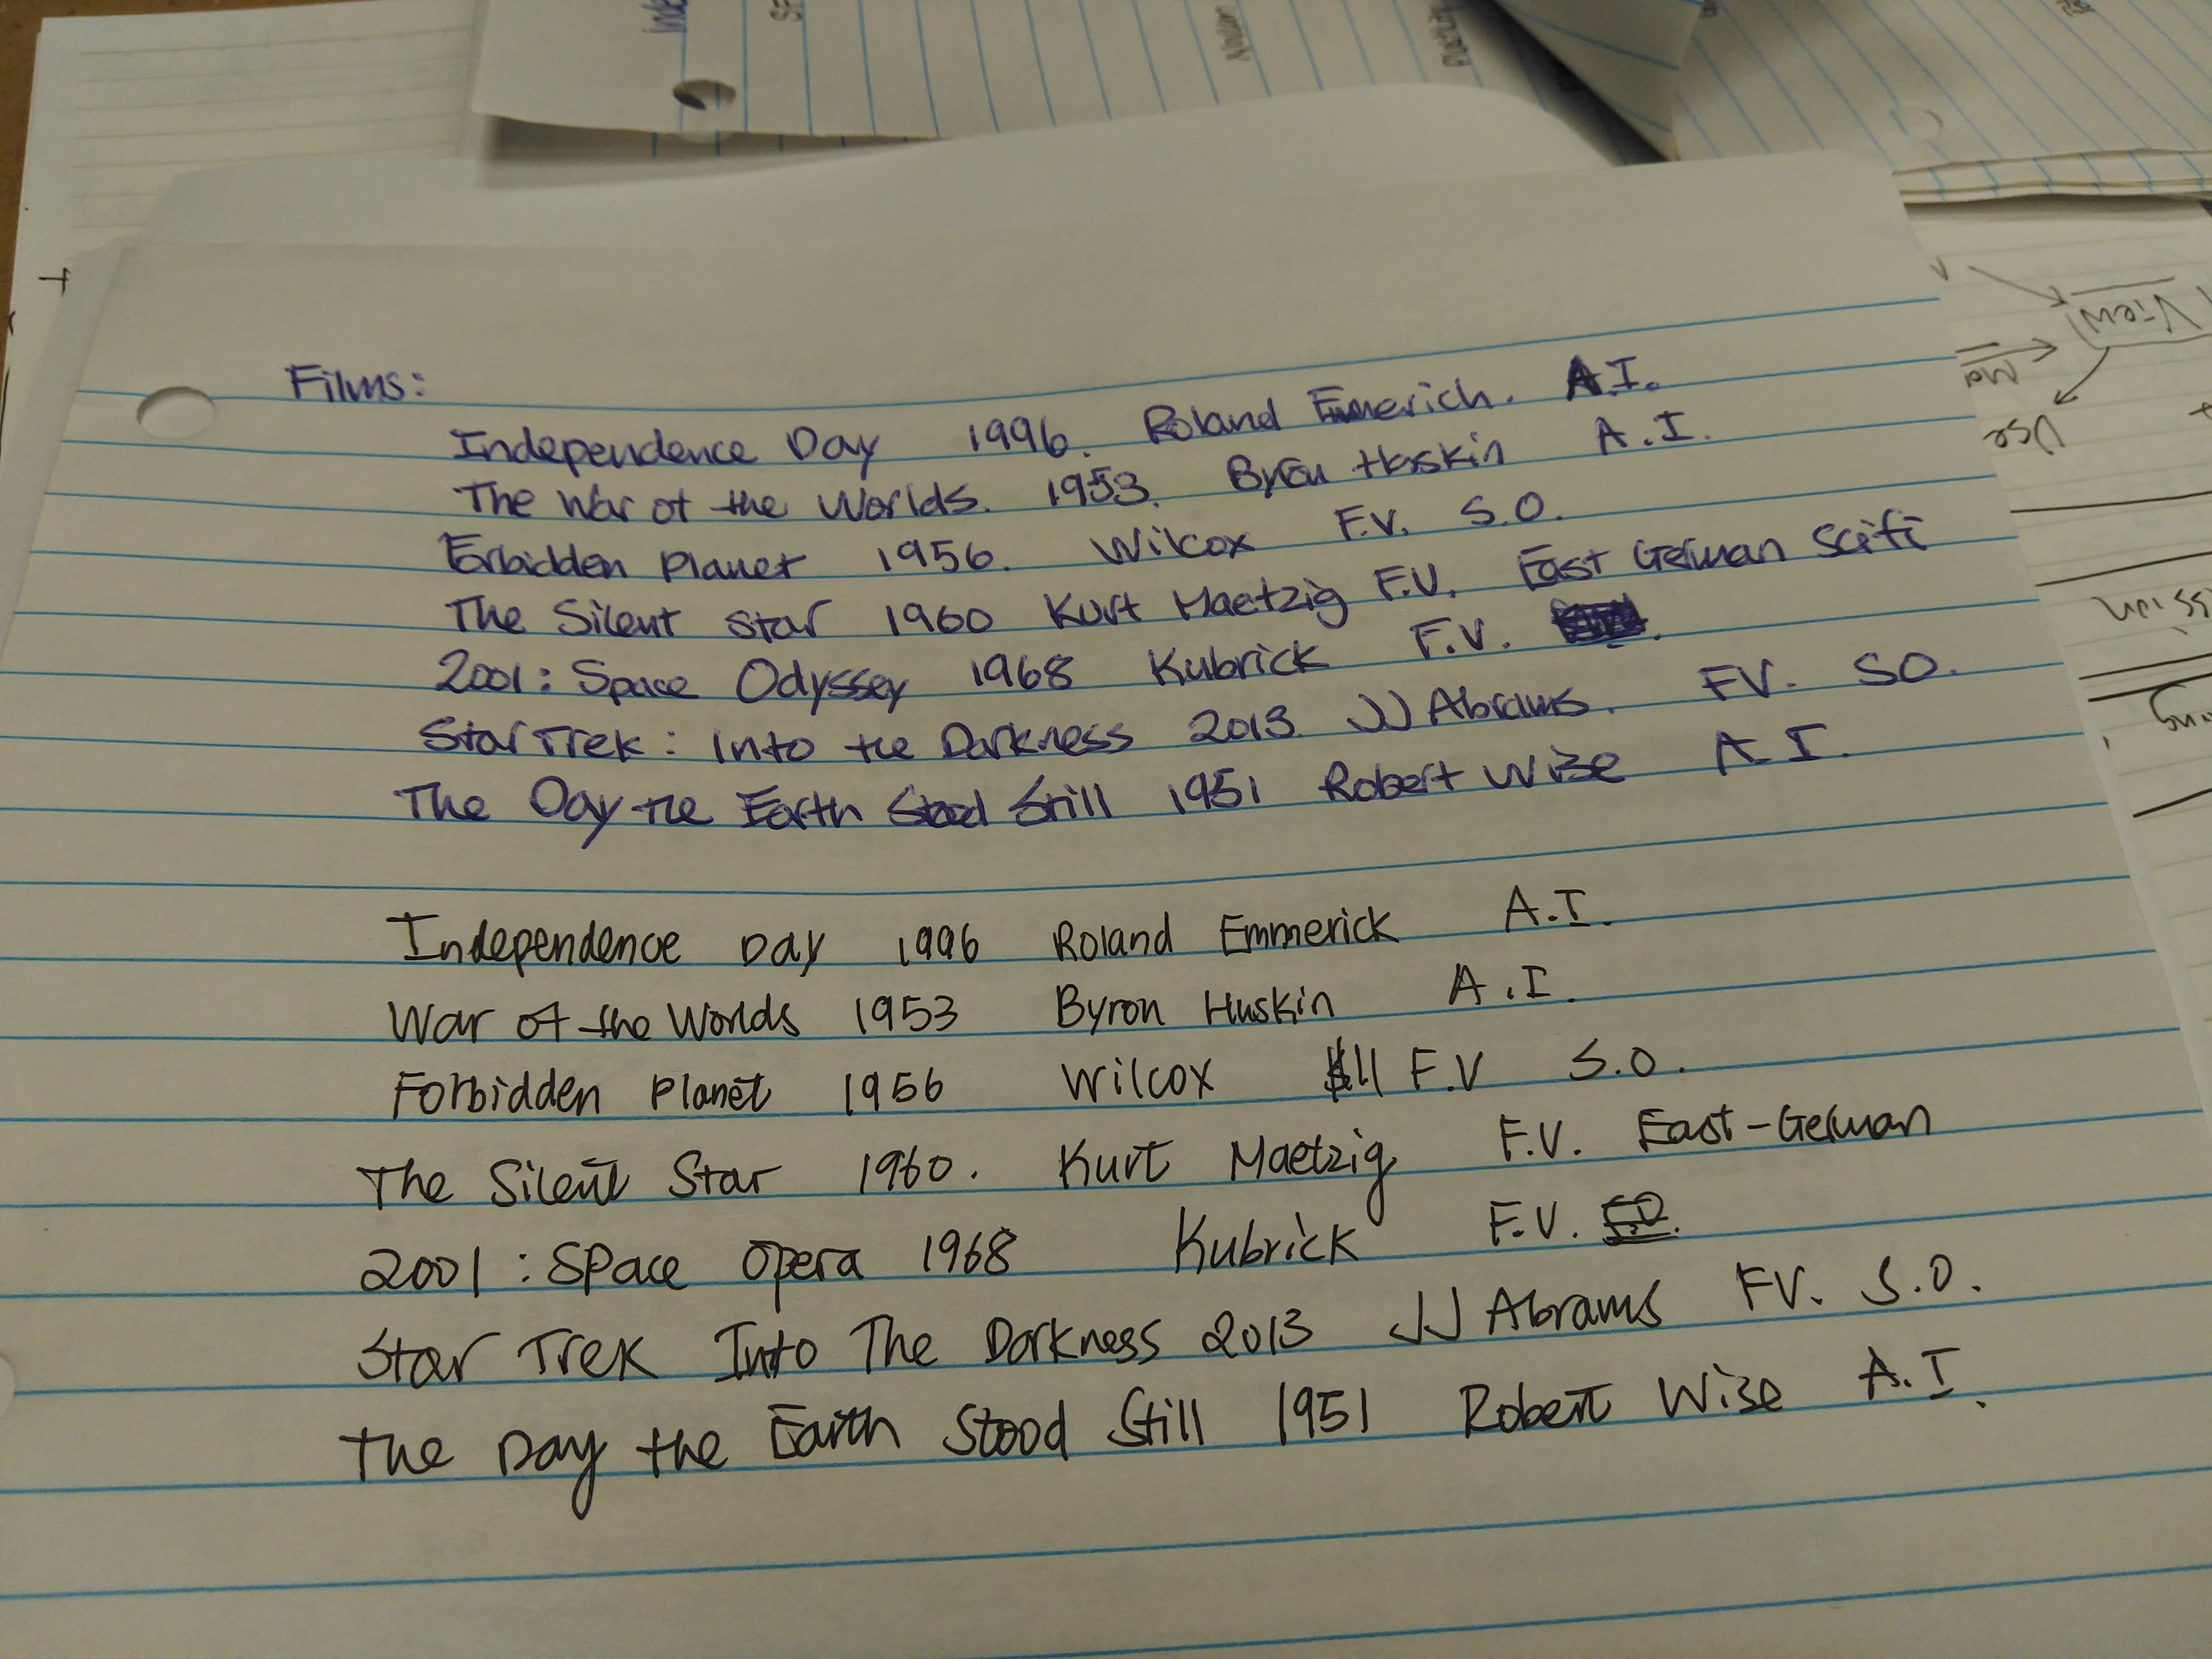 Films:
Independence Day 1996. Roland Emmerich. A.I.
The War of the Worlds. 1953. Byron Haskin A.I.
Forbidden Planet 1956. Wilcox F.V. S.O.
The Silent Star 1960 Kurt Maetzig F.V. East German Scifi
2001: Space Odyssey 1968 Kubrick F.V.
Star Trek: Into the Darkness 2013. JJ Abrams. FV. SO.
The Day the Earth Stood Still 1951 Robert Wise A I.
Independence Day 1996 Roland Emmerick A.I.
War of the Worlds 1953 Byron Huskin A.I.
Forbidden Planet 1956 Wilcox F.V S.O.
The Silent Star 1960. Kurt Maetzig F.V. East-German
2001: Space Opera 1968 Kubrick F.V.
Star Trek Into The Darkness 2013 JJ Abrams FV. S.O.
The Day the Earth Stood Still 1951 Robert Wise A.I.
View
User